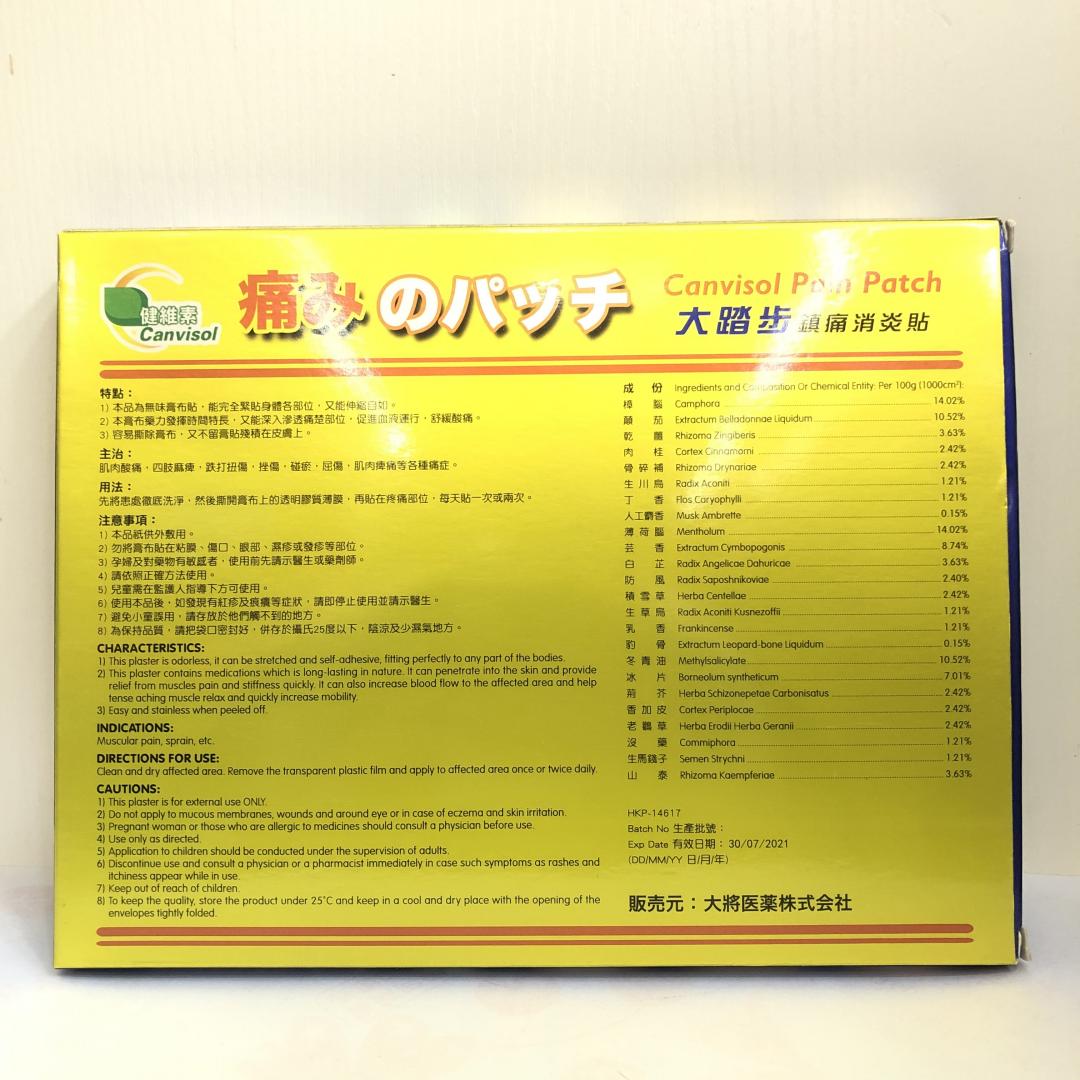 健維素
Canvisol
痛みのパッチ
Canvisol Pain Patch
大踏步 鎮痛消炎貼
特點：
1) 本品為無味膏布貼，能完全緊貼身體各部位，又能伸縮自如。
2) 本膏布藥力發揮時間特長，又能深入滲透痛楚部位，促進血液運行，舒緩酸痛。
3) 容易撕除膏布，又不留膏貼殘積在皮膚上。
主治：
肌肉酸痛，四肢麻痺，跌打扭傷，挫傷，碰瘀，屈傷，肌肉痺痛等各種痛症。
用法：
先將患處徹底洗淨，然後撕開膏布上的透明膠質薄膜，再貼在疼痛部位，每天貼一次或兩次。
注意事項：
1) 本品祇供外敷用。
2) 勿將膏布貼在粘膜、傷口、眼部、濕疹或發疹等部位。
3) 孕婦及對藥物有敏感者，使用前先請示醫生或藥劑師。
4) 請依照正確方法使用。
5) 兒童需在監護人指導下方可使用。
6) 使用本品後，如發現有紅疹及痕癢等症狀，請即停止使用並請示醫生。
7) 避免小童誤用，請存放於他們觸不到的地方。
8) 為保持品質，請把袋口密封好，併存於攝氏25度以下，陰涼及少濕氣地方。
CHARACTERISTICS:
1) This plaster is odorless, it can be stretched and self-adhesive, fitting perfectly to any part of the bodies.
2) This plaster contains medications which is long-lasting in nature. It can penetrate into the skin and provide
relief from muscles pain and stiffness quickly. It can also increase blood flow to the affected area and help
tense aching muscle relax and quickly increase mobility.
3) Easy and stainless when peeled off.
INDICATIONS:
Muscular pain, sprain, etc.
DIRECTIONS FOR USE:
Clean and dry affected area. Remove the transparent plastic film and apply to affected area once or twice daily.
CAUTIONS:
1) This plaster is for external use ONLY.
2) Do not apply to mucous membranes, wounds and around eye or in case of eczema and skin irritation.
3) Pregnant woman or those who are allergic to medicines should consult a physician before use.
4) Use only as directed.
5) Application to children should be conducted under the supervision of adults.
6) Discontinue use and consult a physician or a pharmacist immediately in case such symptoms as rashes and
itchiness appear while in use.
7) Keep out of reach of children.
8) To keep the quality, store the product under 25°C and keep in a cool and dry place with the opening of the
envelopes tightly folded.
成份 Ingredients and Composition Or Chemical Entity: Per 100g (1000cm²):
樟腦 Camphora 14.02%
顛茄 Extractum Belladonnae Liquidum 10.52%
乾薑 Rhizoma Zingiberis 3.63%
肉桂 Cortex Cinnamomi 2.42%
骨碎補 Rhizoma Drynariae 2.42%
生川烏 Radix Aconiti 1.21%
丁香 Flos Caryophylli 1.21%
人工麝香 Musk Ambrette 0.15%
薄荷腦 Mentholum 14.02%
芸香 Extractum Cymbopogonis 8.74%
白芷 Radix Angelicae Dahuricae 3.63%
防風 Radix Saposhnikoviae 2.40%
積雪草 Herba Centellae 2.42%
生草烏 Radix Aconiti Kusnezoffii 1.21%
乳香 Frankincense 1.21%
豹骨 Extractum Leopard-bone Liquidum 0.15%
冬青油 Methylsalicylate 10.52%
冰片 Borneolum syntheticum 7.01%
荊芥 Herba Schizonepetae Carbonisatus 2.42%
香加皮 Cortex Periplocae 2.42%
老鸛草 Herba Erodii Herba Geranii 2.42%
沒藥 Commiphora 1.21%
生馬錢子 Semen Strychni 1.21%
山泰 Rhizoma Kaempferiae 3.63%
HKP-14617
Batch No 生產批號：
Exp Date 有效日期：30/07/2021
(DD/MM/YY 日/月/年)
販売元：大將医薬株式会社